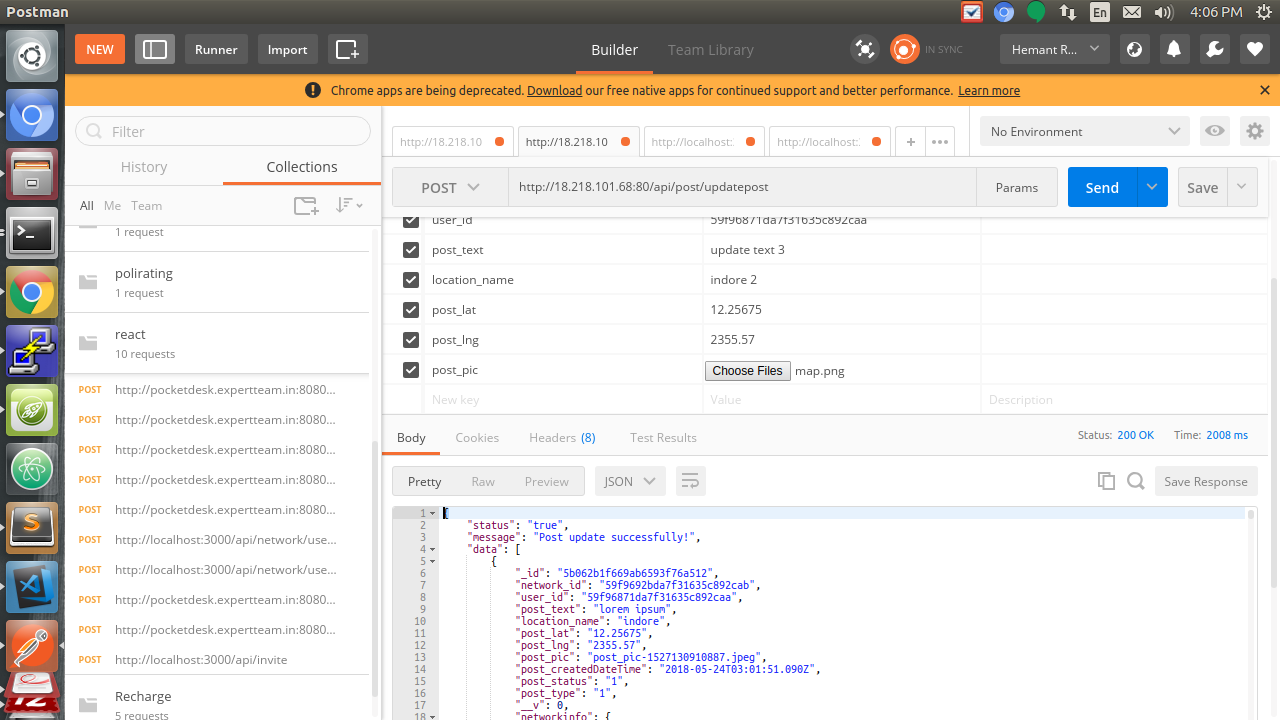 Postman
En
4:06 PM
NEW
Runner
Import
Builder
Team Library
IN SYNC
Hemant R...
Chrome apps are being deprecated. Download our free native apps for continued support and better performance. Learn more
Filter
History
Collections
All
Me
Team
1 request
polirating
1 request
react
10 requests
POST http://pocketdesk.expertteam.in:8080...
POST http://pocketdesk.expertteam.in:8080...
POST http://pocketdesk.expertteam.in:8080...
POST http://pocketdesk.expertteam.in:8080...
POST http://pocketdesk.expertteam.in:8080...
POST http://localhost:3000/api/network/use...
POST http://localhost:3000/api/network/use...
POST http://pocketdesk.expertteam.in:8080...
POST http://pocketdesk.expertteam.in:8080...
POST http://localhost:3000/api/invite
Recharge
5 requests
http://18.218.10
http://18.218.10
http://localhost:
http://localhost:
No Environment
POST
http://18.218.101.68:80/api/post/updatepost
Params
Send
Save
user_id 59f96871da7f31635c892caa
post_text update text 3
location_name indore 2
post_lat 12.25675
post_lng 2355.57
post_pic Choose Files map.png
New key Value Description
Body
Cookies
Headers (8)
Test Results
Status: 200 OK
Time: 2008 ms
Pretty
Raw
Preview
JSON
Save Response
1 {
2 "status": "true",
3 "message": "Post update successfully!",
4 "data": [
5 {
6 "_id": "5b062b1f669ab6593f76a512",
7 "network_id": "59f9692bda7f31635c892cab",
8 "user_id": "59f96871da7f31635c892caa",
9 "post_text": "lorem ipsum",
10 "location_name": "indore",
11 "post_lat": "12.25675",
12 "post_lng": "2355.57",
13 "post_pic": "post_pic-1527130910887.jpeg",
14 "post_createdDateTime": "2018-05-24T03:01:51.090Z",
15 "post_status": "1",
16 "post_type": "1",
17 "__v": 0,
18 "networkinfo": {